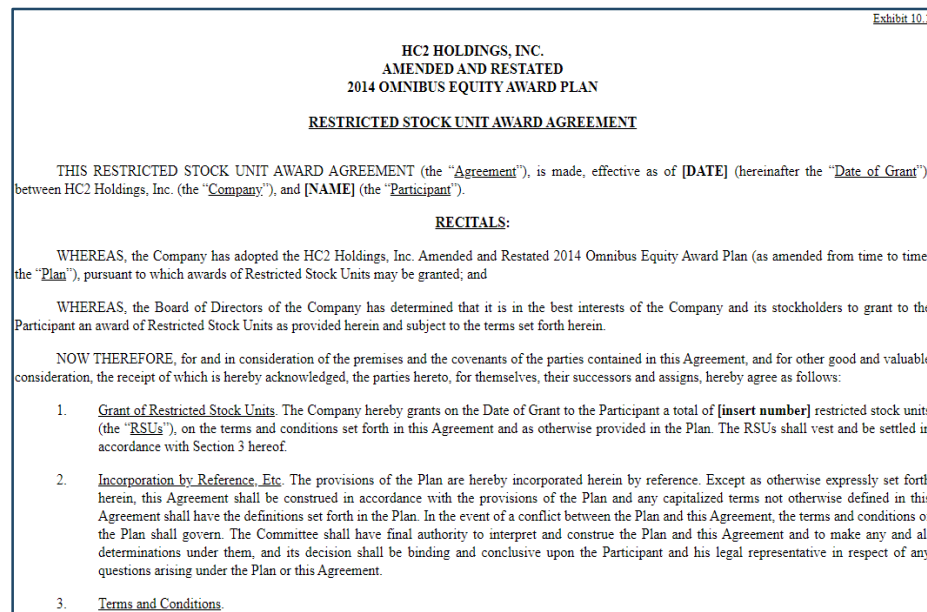 Exhibit 10.1
HC2 HOLDINGS, INC.
AMENDED AND RESTATED
2014 OMNIBUS EQUITY AWARD PLAN
RESTRICTED STOCK UNIT AWARD AGREEMENT
THIS RESTRICTED STOCK UNIT AWARD AGREEMENT (the “Agreement”), is made, effective as of [DATE] (hereinafter the “Date of Grant”)
between HC2 Holdings, Inc. (the “Company”), and [NAME] (the “Participant”).
RECITALS:
WHEREAS, the Company has adopted the HC2 Holdings, Inc. Amended and Restated 2014 Omnibus Equity Award Plan (as amended from time to time
the “Plan”), pursuant to which awards of Restricted Stock Units may be granted; and
WHEREAS, the Board of Directors of the Company has determined that it is in the best interests of the Company and its stockholders to grant to the
Participant an award of Restricted Stock Units as provided herein and subject to the terms set forth herein.
NOW THEREFORE, for and in consideration of the premises and the covenants of the parties contained in this Agreement, and for other good and valuable
consideration, the receipt of which is hereby acknowledged, the parties hereto, for themselves, their successors and assigns, hereby agree as follows:
1. Grant of Restricted Stock Units. The Company hereby grants on the Date of Grant to the Participant a total of [insert number] restricted stock units
(the “RSUs”), on the terms and conditions set forth in this Agreement and as otherwise provided in the Plan. The RSUs shall vest and be settled in
accordance with Section 3 hereof.
2. Incorporation by Reference, Etc. The provisions of the Plan are hereby incorporated herein by reference. Except as otherwise expressly set forth
herein, this Agreement shall be construed in accordance with the provisions of the Plan and any capitalized terms not otherwise defined in this
Agreement shall have the definitions set forth in the Plan. In the event of a conflict between the Plan and this Agreement, the terms and conditions of
the Plan shall govern. The Committee shall have final authority to interpret and construe the Plan and this Agreement and to make any and all
determinations under them, and its decision shall be binding and conclusive upon the Participant and his legal representative in respect of any
questions arising under the Plan or this Agreement.
3. Terms and Conditions.